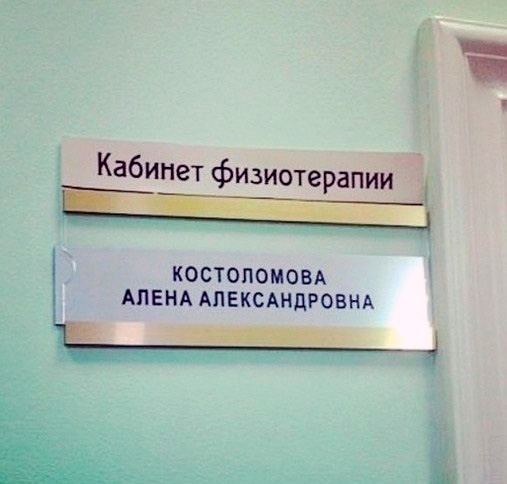 Кабинет физиотерапии
КОСТОЛОМОВА
АЛЕНА АЛЕКСАНДРОВНА